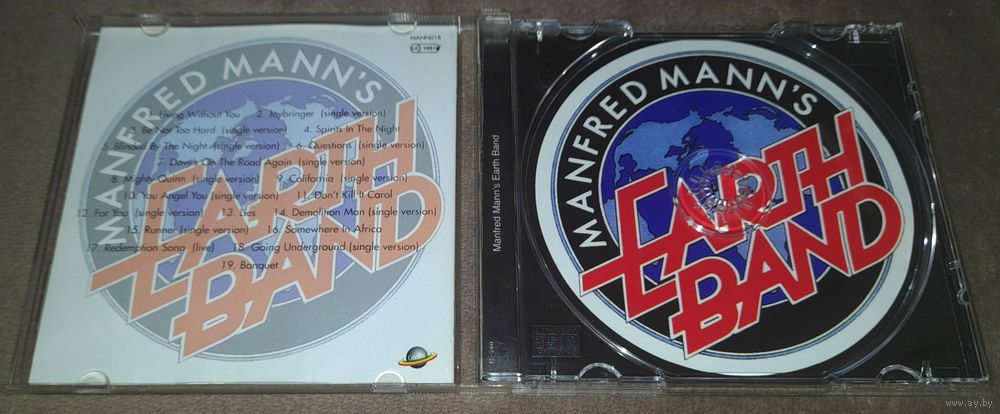 MANN018
LC
MANFRED MANN'S
EARTH
BAND
1. Living Without You 2. Joybringer (single version)
3. Be Not Too Hard (single version) 4. Spirits In The Night
5. Blinded By The Night (single version) 6. Questions (single version)
7. Davy's On The Road Again (single version)
8. Mighty Quinn (single version) 9. California (single version)
10. You Angel You (single version) 11. Don't Kill It Carol
12. For You (single version) 13. Lies 14. Demolition Man (single version)
15. Runner (single version) 16. Somewhere In Africa
17. Redemption Song (live) 18. Going Underground (single version)
19. Banquet
Manfred Mann's Earth Band
MANFRED MANN'S
EARTH
BAND
www.ay.by